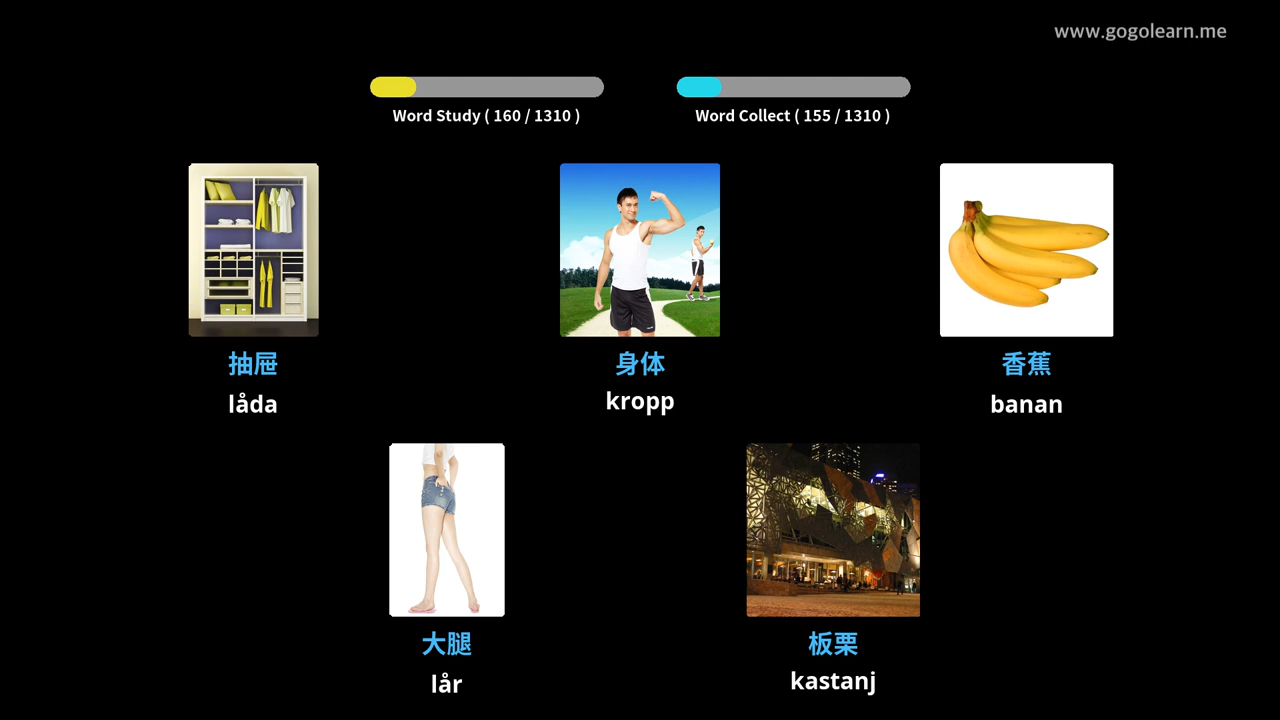 www.gogolearn.me
Word Study ( 160 / 1310 )
Word Collect ( 155 / 1310 )
抽屉
身体
香蕉
låda
kropp
banan
大腿
板栗
lår
kastanj